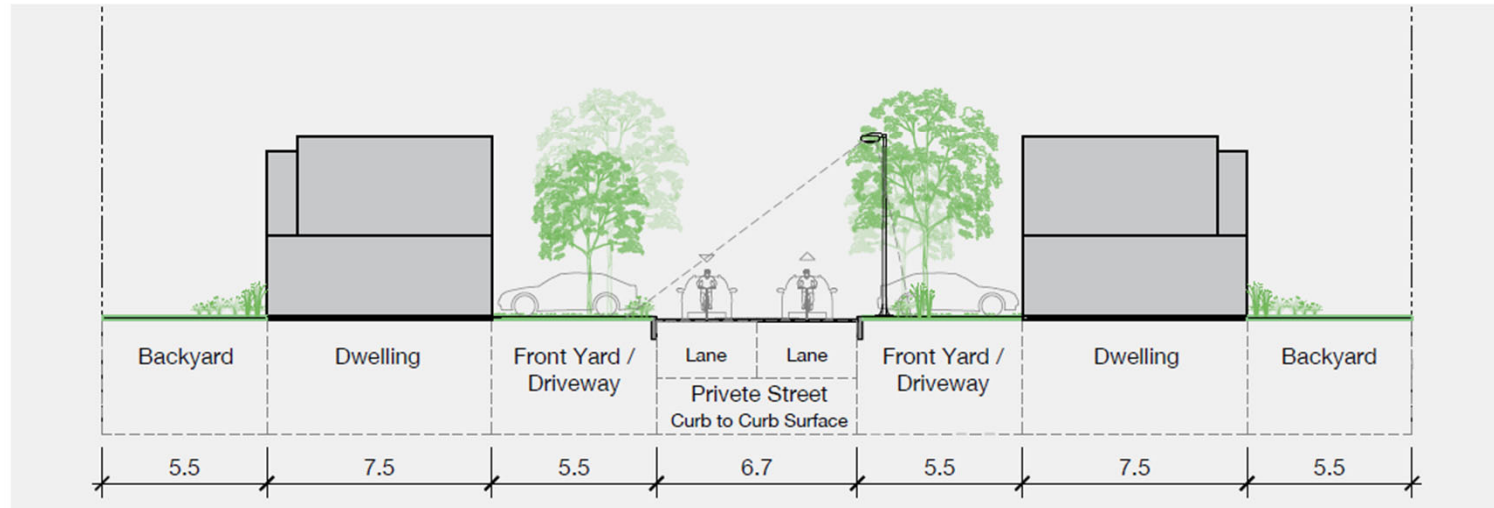 Backyard
Dwelling
Front Yard /
Driveway
Lane
Lane
Privete Street
Curb to Curb Surface
Front Yard /
Driveway
Dwelling
Backyard
5.5
7.5
5.5
6.7
5.5
7.5
5.5